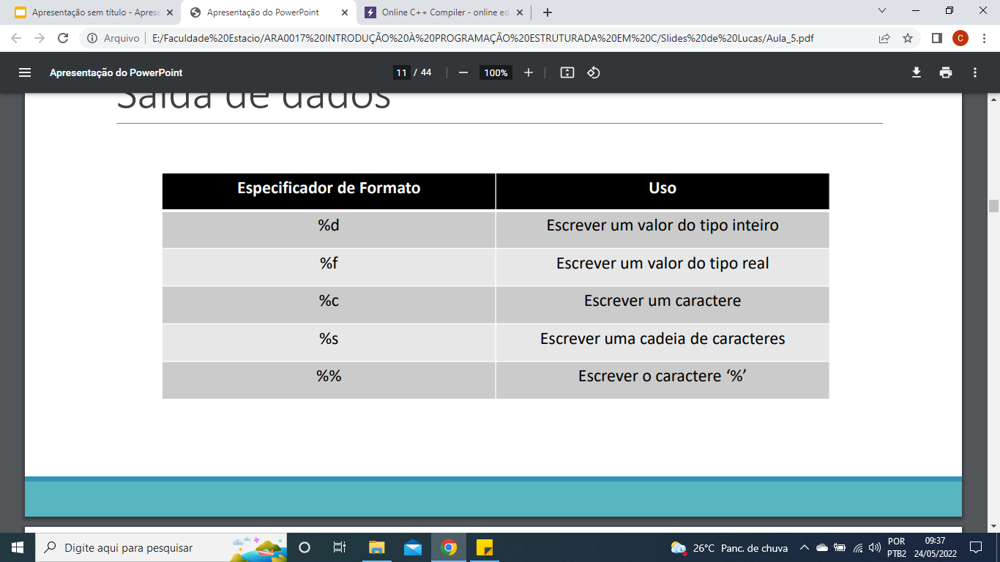 Apresentação sem título - Aprese
Apresentação do PowerPoint
Online C++ Compiler - online ed
Arquivo
E:/Faculdade%20Estacio/ARA0017%20INTRODUÇÃO%20À%20PROGRAMAÇÃO%20ESTRUTURADA%20EM%20C/Slides%20de%20Lucas/Aula_5.pdf
C
Apresentação do PowerPoint
11 / 44
100%
Saída de dados
Especificador de Formato Uso
%d Escrever um valor do tipo inteiro
%f Escrever um valor do tipo real
%c Escrever um caractere
%s Escrever uma cadeia de caracteres
%% Escrever o caractere ‘%’
Digite aqui para pesquisar
26°C Panc. de chuva
POR
PTB2
09:37
24/05/2022